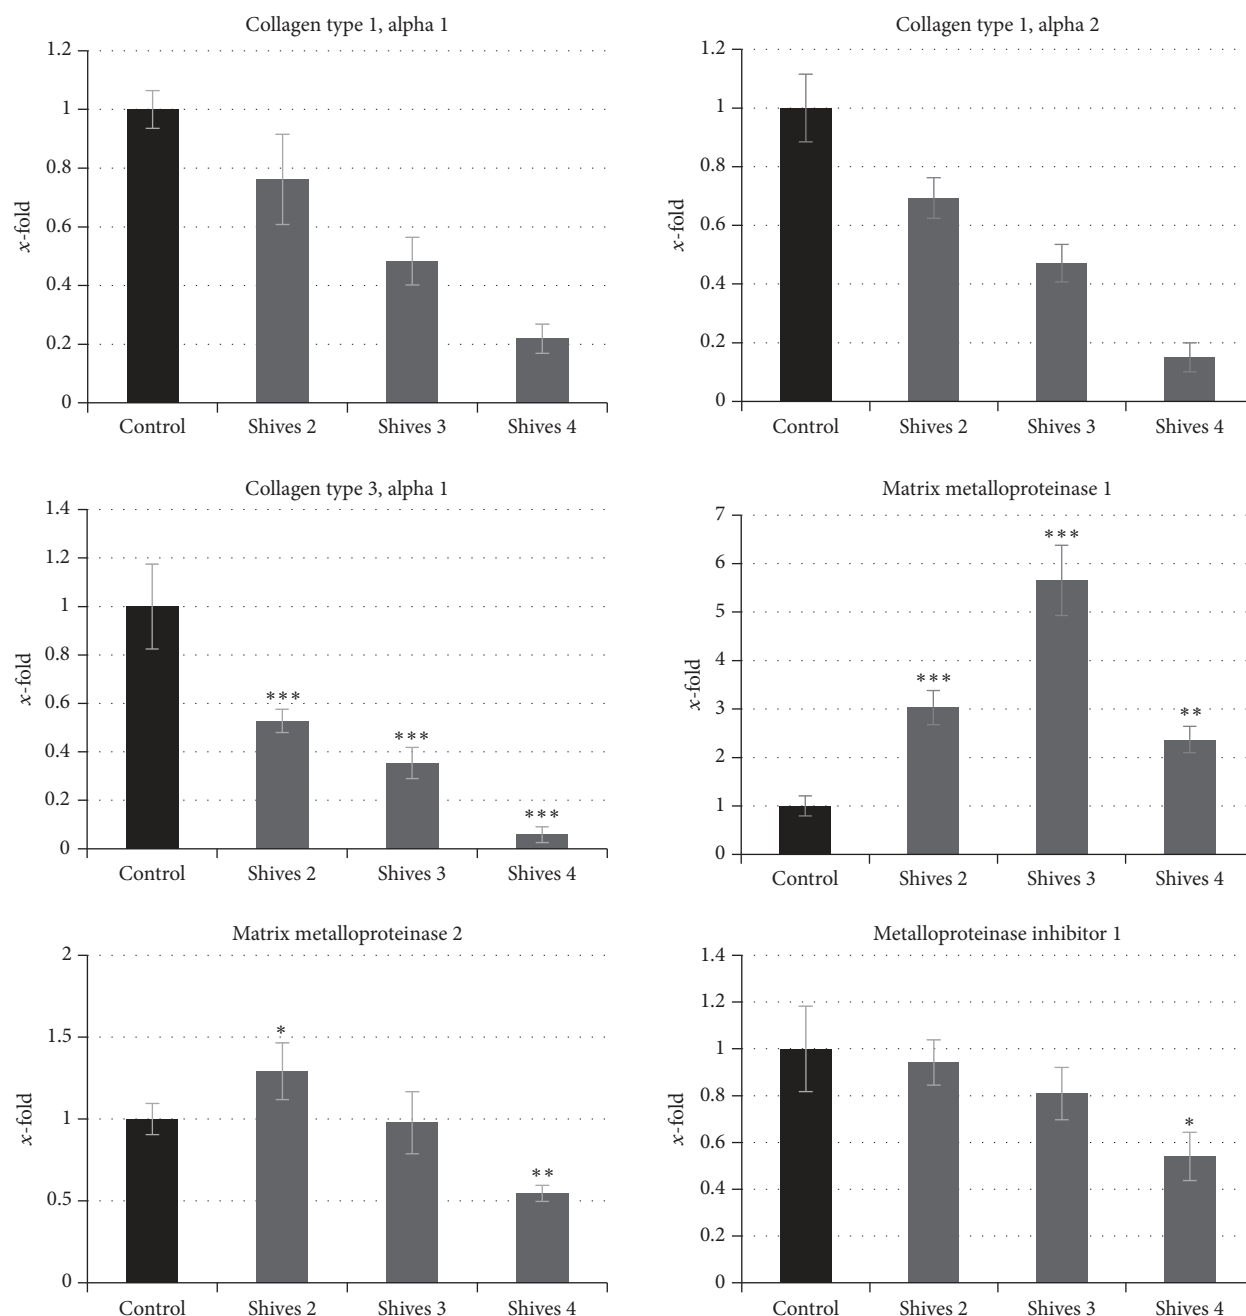 Collagen type 1, alpha 1
1.2
1
0.8
0.6
0.4
0.2
0
x-fold
Control Shives 2 Shives 3 Shives 4
Collagen type 1, alpha 2
1.2
1
0.8
0.6
0.4
0.2
0
x-fold
Control Shives 2 Shives 3 Shives 4
Collagen type 3, alpha 1
1.4
1.2
1
0.8
0.6
0.4
0.2
0
x-fold
***
***
***
Control Shives 2 Shives 3 Shives 4
Matrix metalloproteinase 1
7
6
5
4
3
2
1
0
x-fold
***
***
**
Control Shives 2 Shives 3 Shives 4
Matrix metalloproteinase 2
2
1.5
1
0.5
0
x-fold
*
**
Control Shives 2 Shives 3 Shives 4
Metalloproteinase inhibitor 1
1.4
1.2
1
0.8
0.6
0.4
0.2
0
x-fold
*
Control Shives 2 Shives 3 Shives 4